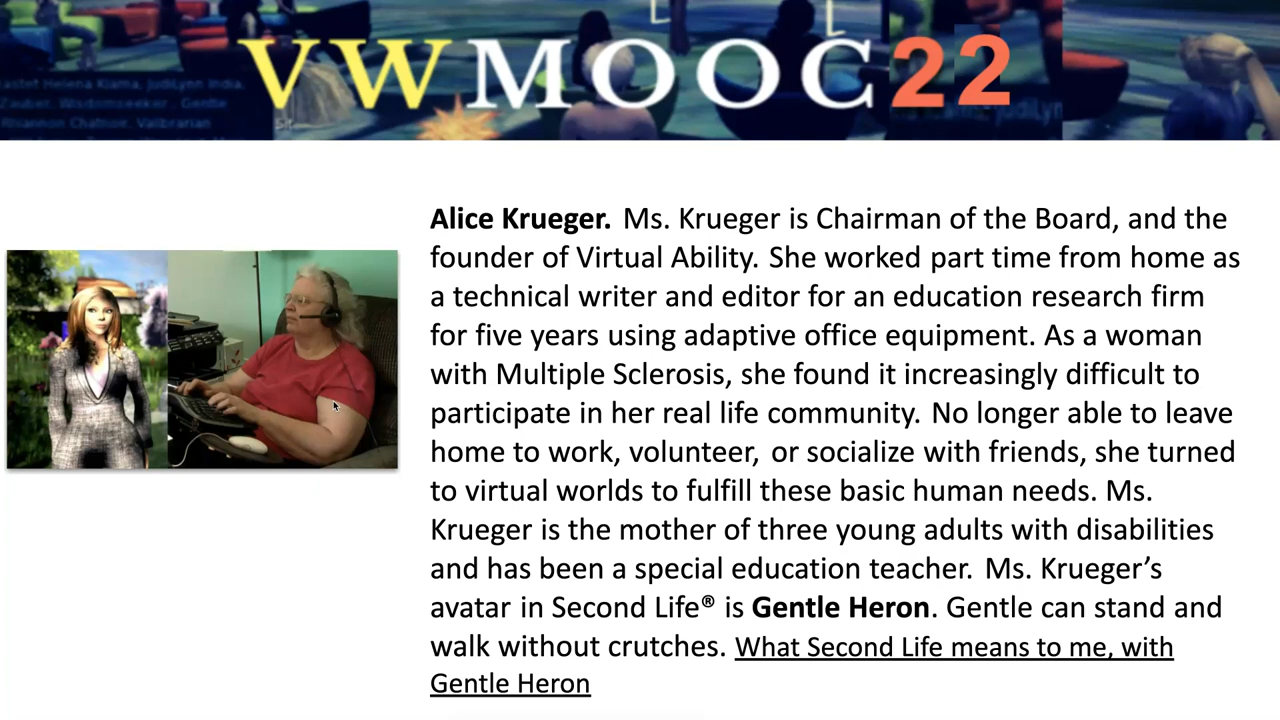 VWMOOC22
Zauber, Wisdomseeker, Gentle
Alice Krueger. Ms. Krueger is Chairman of the Board, and the
founder of Virtual Ability. She worked part time from home as
a technical writer and editor for an education research firm
for five years using adaptive office equipment. As a woman
with Multiple Sclerosis, she found it increasingly difficult to
participate in her real life community. No longer able to leave
home to work, volunteer, or socialize with friends, she turned
to virtual worlds to fulfill these basic human needs. Ms.
Krueger is the mother of three young adults with disabilities
and has been a special education teacher. Ms. Krueger’s
avatar in Second Life® is Gentle Heron. Gentle can stand and
walk without crutches. What Second Life means to me, with
Gentle Heron